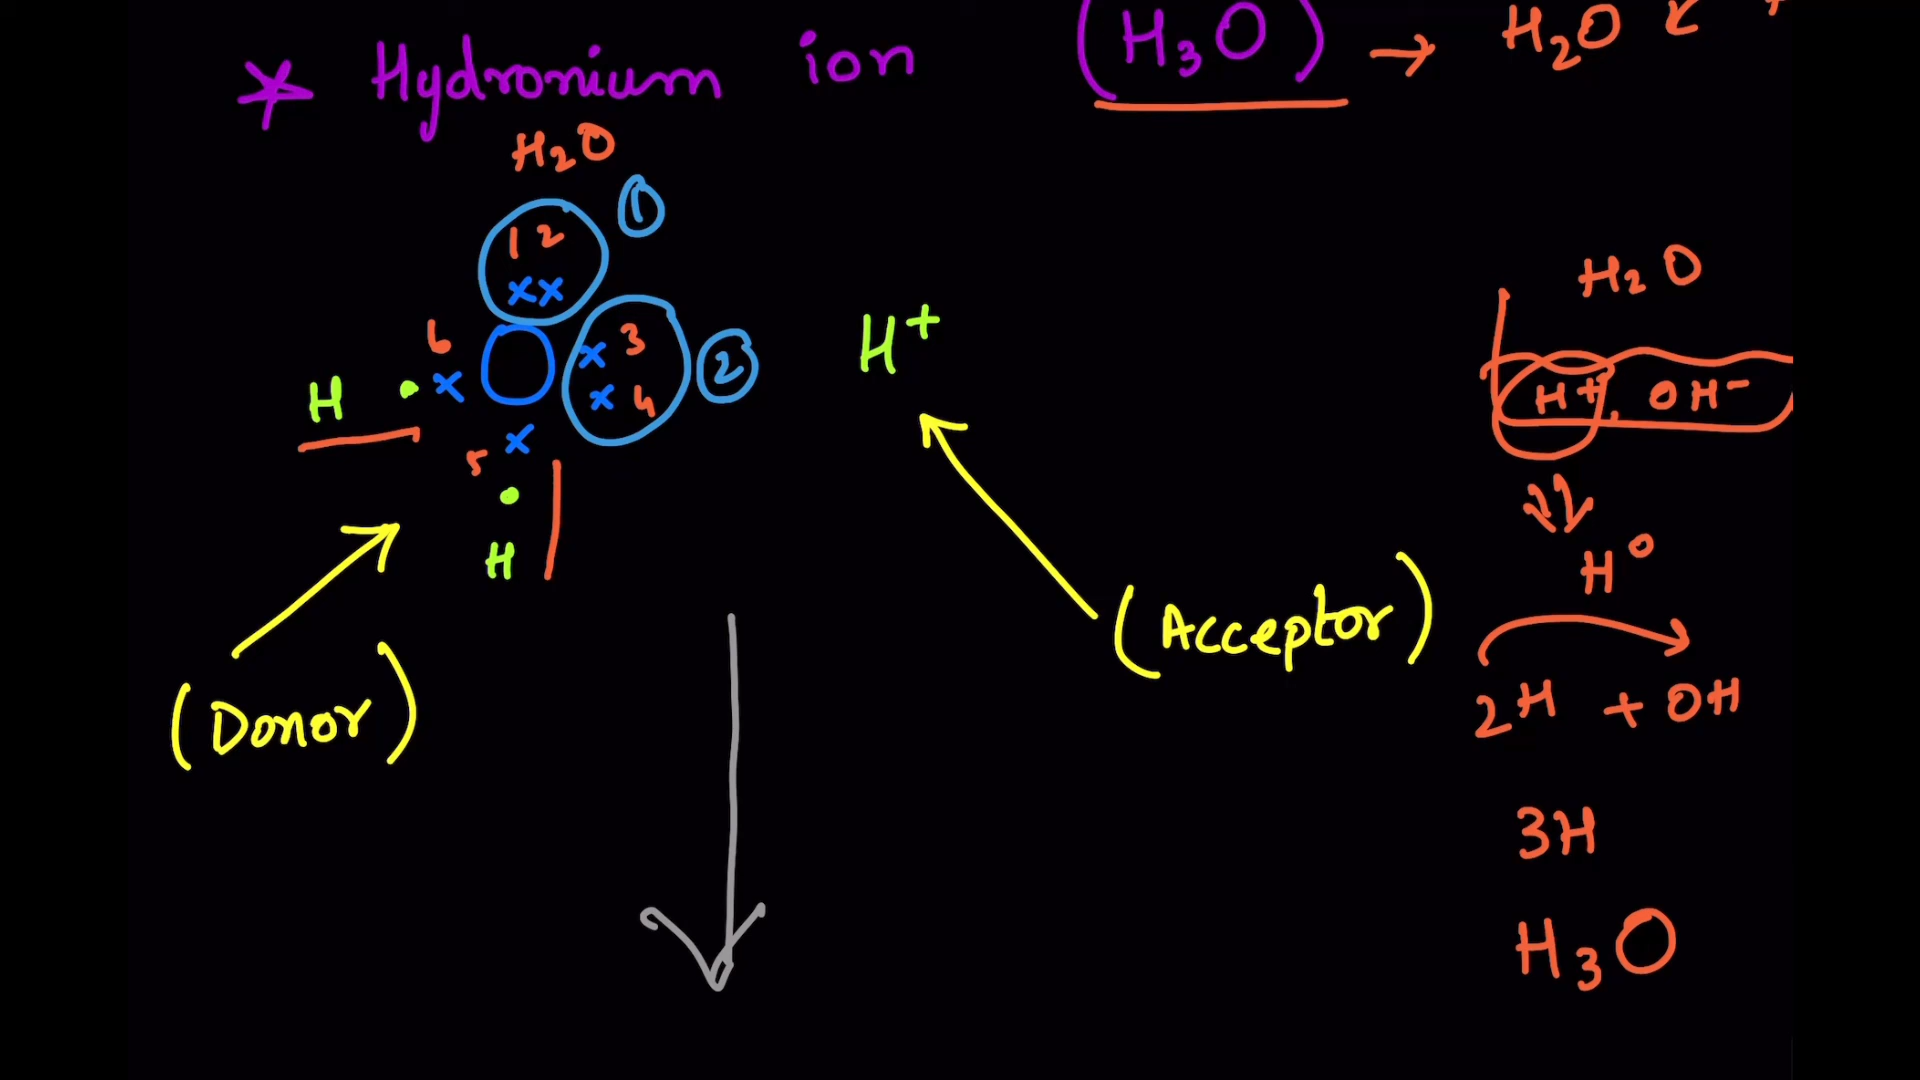 * Hydronium ion (H3O) → H2O
H2O
1
1 2
xx
6 x 3 2
H • x x 4
5 x
•
H
H+
(Donor)
(Acceptor)
H2O
H+ OH-
H°
2H + OH
3H
H3O